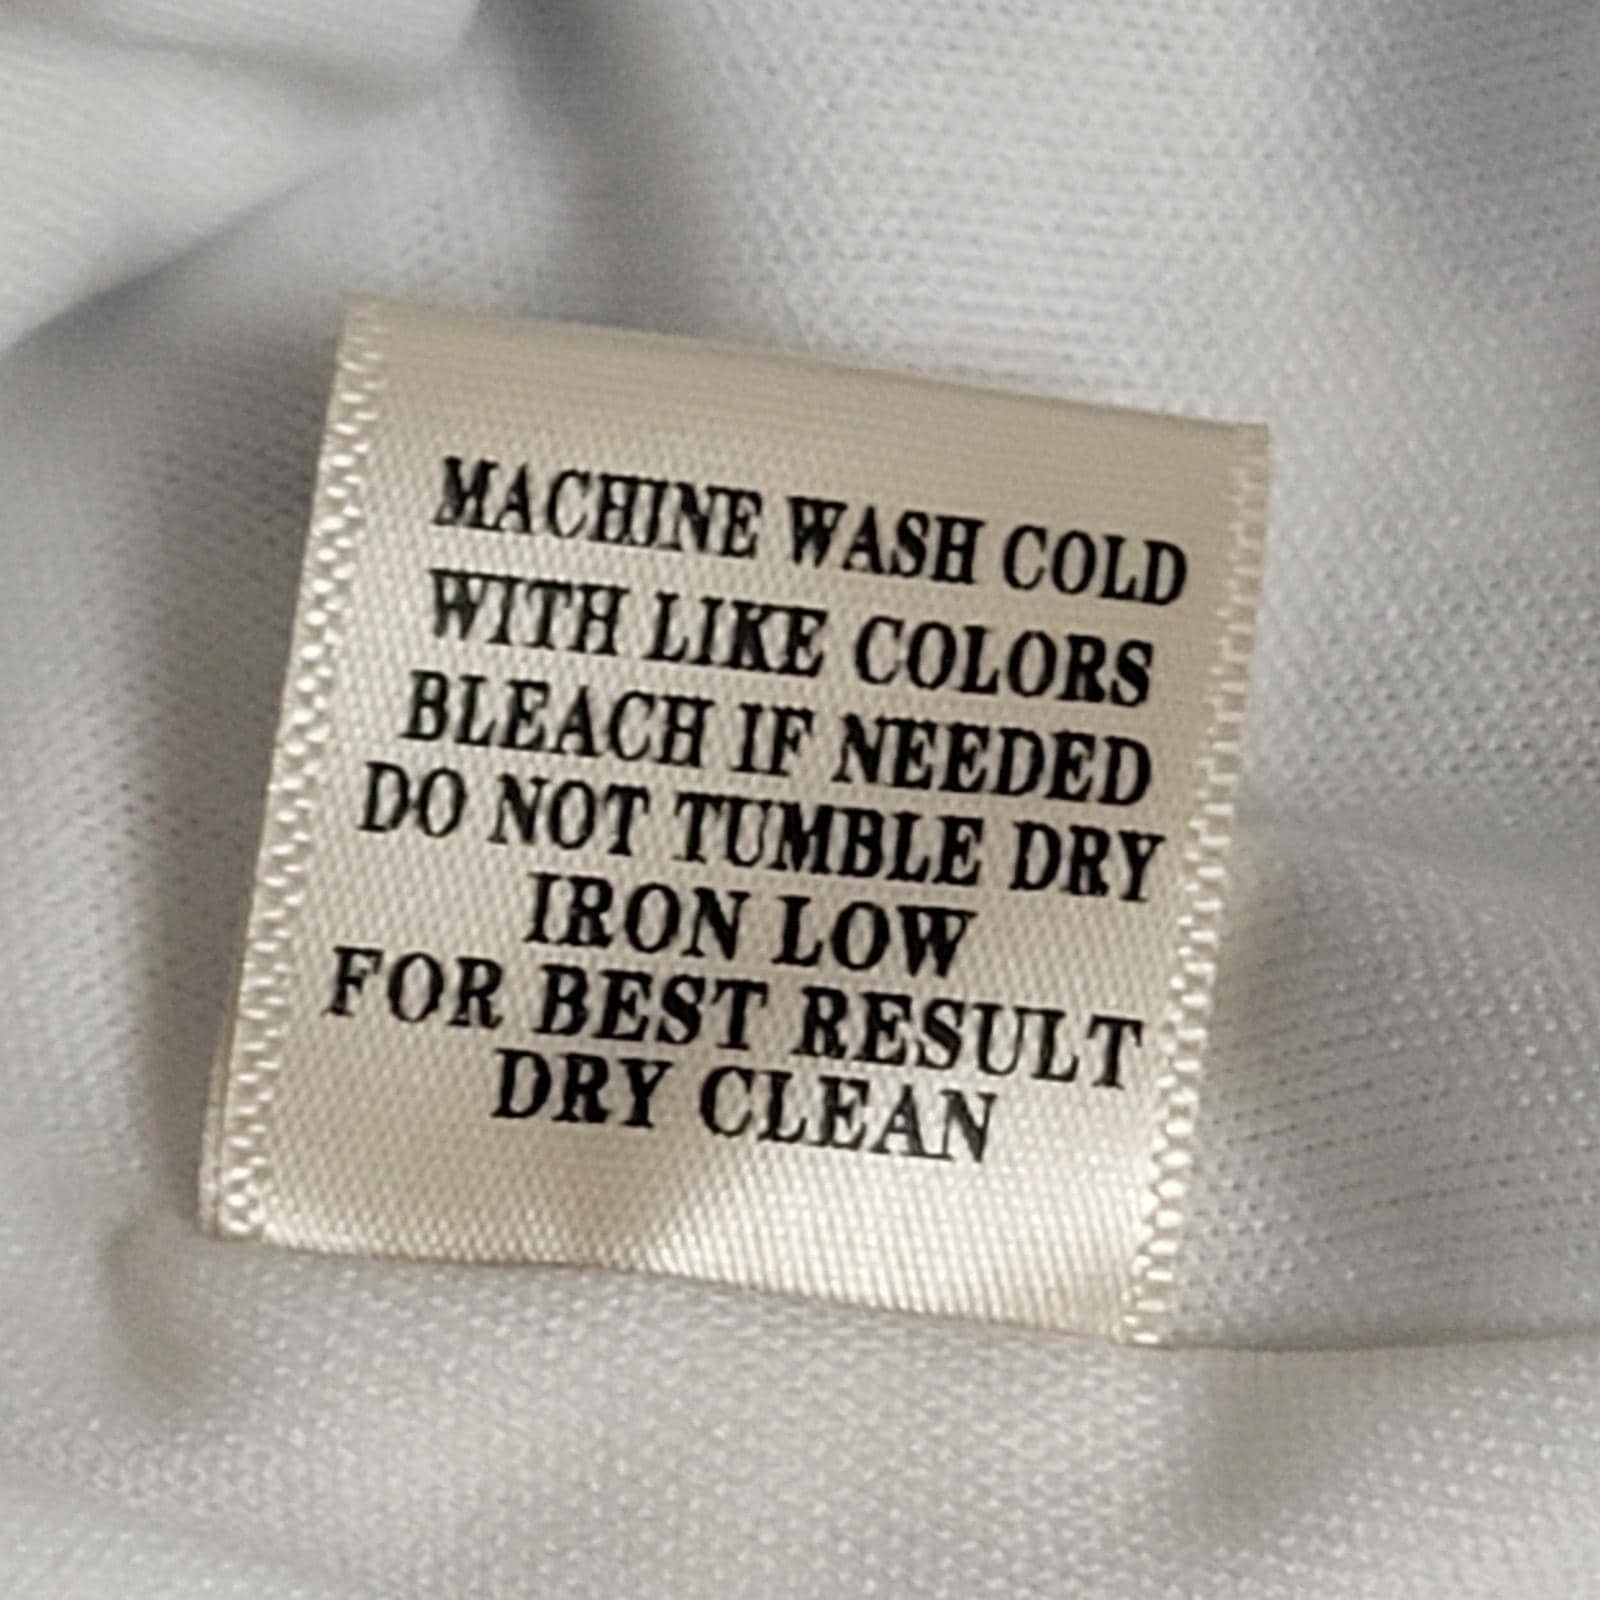 MACHINE WASH COLD
WITH LIKE COLORS
BLEACH IF NEEDED
DO NOT TUMBLE DRY
IRON LOW
FOR BEST RESULT
DRY CLEAN